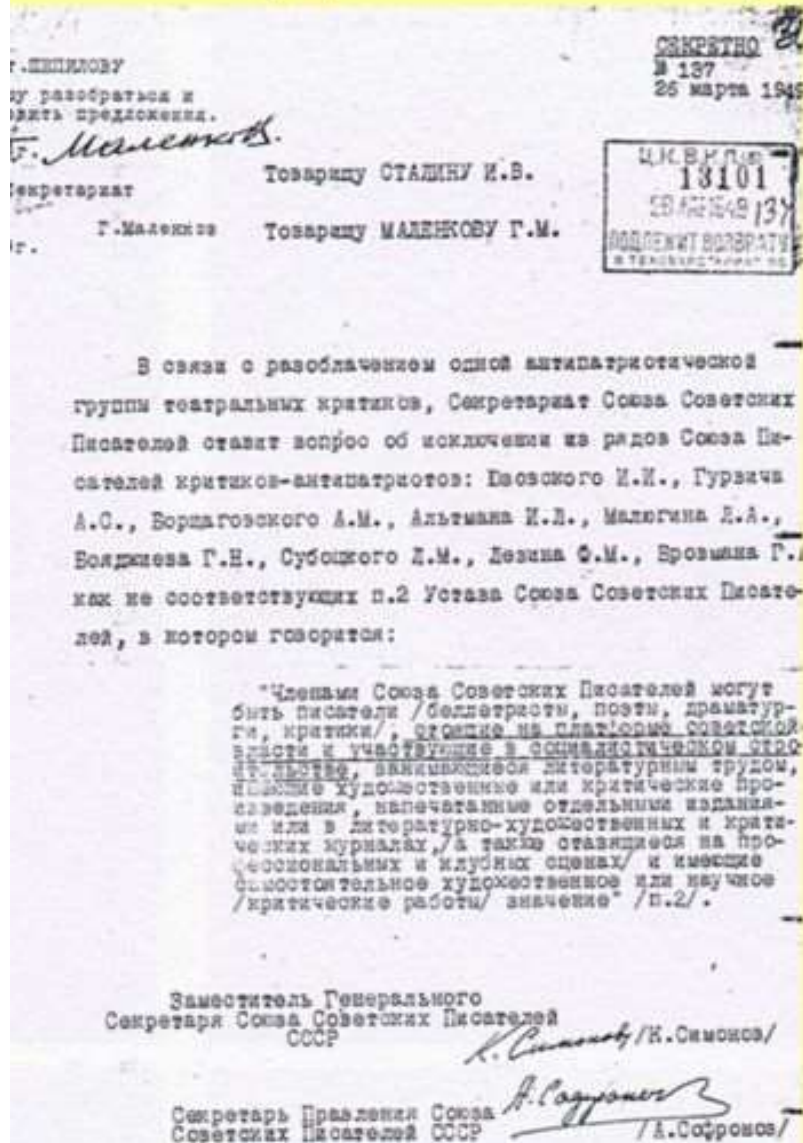 СЕКРЕТНО
№ 137
26 марта 1949
т.ШЕПИЛОВУ
у разобраться и
овить предложения.
г. Маленков.
Секретариат
Г.Маленков
г.
Товарищу СТАЛИНУ И.В.
Товарищу МАЛЕНКОВУ Г.М.
Ц.К.В.К.П.
13101
1949 137
ПОДЛЕЖИТ ВОЗВРАТУ
В связи с разоблачением одной антипатриотической
группы театральных критиков, Секретариат Союза Советских
Писателей ставит вопрос об исключении из рядов Союза Пи-
сателей критиков-антипатриотов: Юзовского И.И., Гурвича
А.С., Борщаговского А.М., Альтмана И.Л., Малюгина Л.А.,
Бояджиева Г.Н., Субоцкого Л.М., Левина Ф.М., Бровмана Г.
как не соответствующих п.2 Устава Союза Советских Писате-
лей, в котором говорится:
"Членами Союза Советских Писателей могут
быть писатели /беллетристы, поэты, драматур-
ги, критики/, стоящие на платформе советской
власти и участвующие в социалистическом стро-
ительстве, занимающиеся литературным трудом,
имеющие художественные или критические про-
изведения, напечатанные отдельными издания-
ми или в литературно-художественных и крити-
ческих журналах,/а также ставящиеся на про-
фессиональных и клубных сценах/ и имеющие
самостоятельное художественное или научное
/критические работы/ значение" /п.2/.
Заместитель Генерального
Секретаря Союза Советских Писателей
СССР
К. Симонов /К.Симонов/
Секретарь Правления Союза А. Софронов
Советских Писателей СССР /А.Софронов/